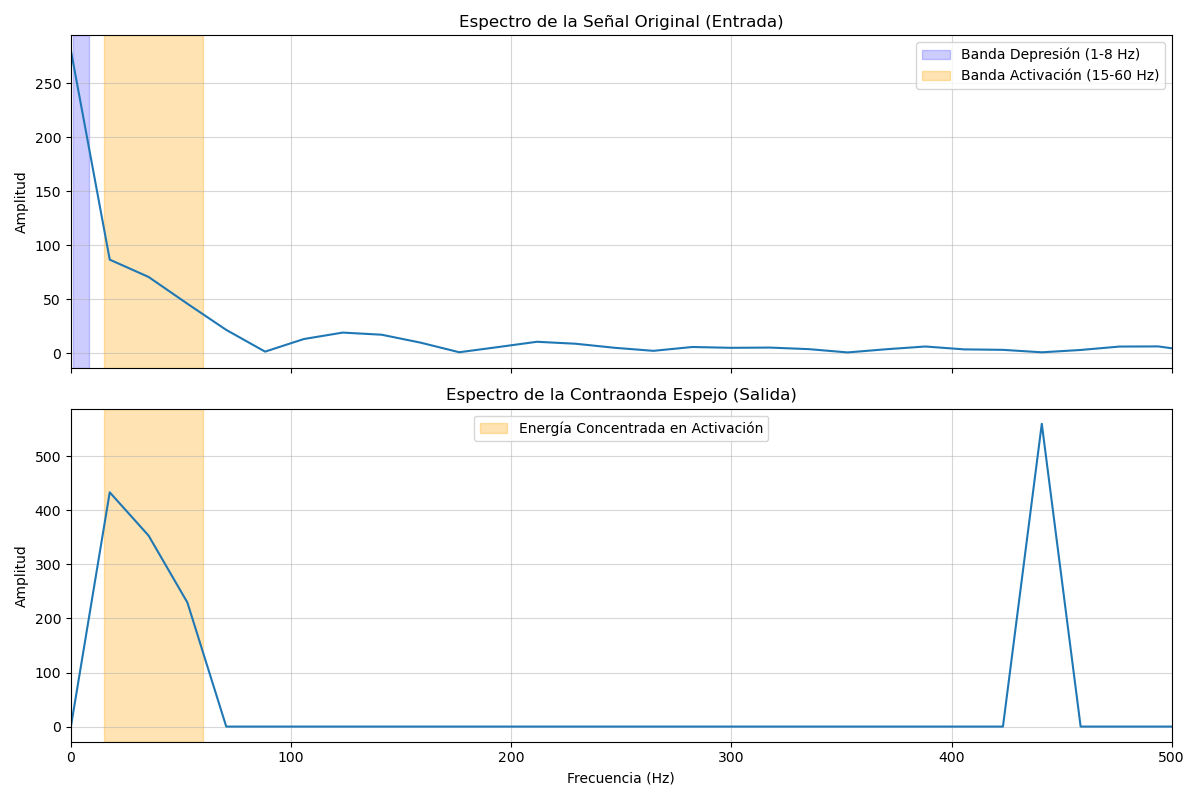 Espectro de la Señal Original (Entrada)
Amplitud
250
200
150
100
50
0
Banda Depresión (1-8 Hz)
Banda Activación (15-60 Hz)
Espectro de la Contraonda Espejo (Salida)
Amplitud
500
400
300
200
100
0
Energía Concentrada en Activación
0 100 200 300 400 500
Frecuencia (Hz)